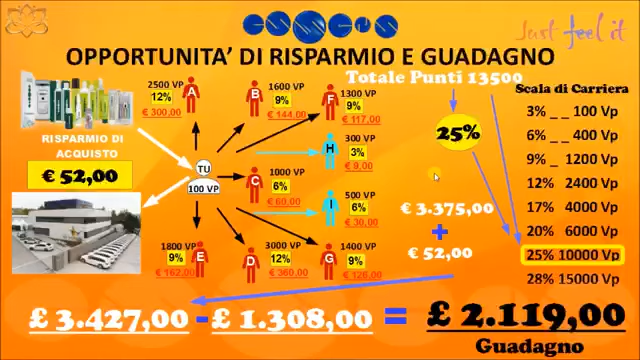 essens
Just feel it
OPPORTUNITA' DI RISPARMIO E GUADAGNO
Totale Punti 13500
Scala di Carriera
3% _ _ 100 Vp
6% _ _ 400 Vp
9% _ 1200 Vp
12% 2400 Vp
17% 4000 Vp
20% 6000 Vp
25% 10000 Vp
28% 15000 Vp
25%
RISPARMIO DI
ACQUISTO
€ 52,00
TU
100 VP
2500 VP
12%
A
€ 300,00
1600 VP
9%
B
€ 144,00
1300 VP
F
9%
€ 117,00
300 VP
H
3%
€ 9,00
1000 VP
C
6%
€ 60,00
500 VP
I
6%
€ 30,00
1800 VP
9%
E
€ 162,00
3000 VP
12%
D
€ 360,00
1400 VP
9%
G
€ 126,00
€ 3.375,00
+
€ 52,00
£ 3.427,00 - £ 1.308,00 = £ 2.119,00
Guadagno